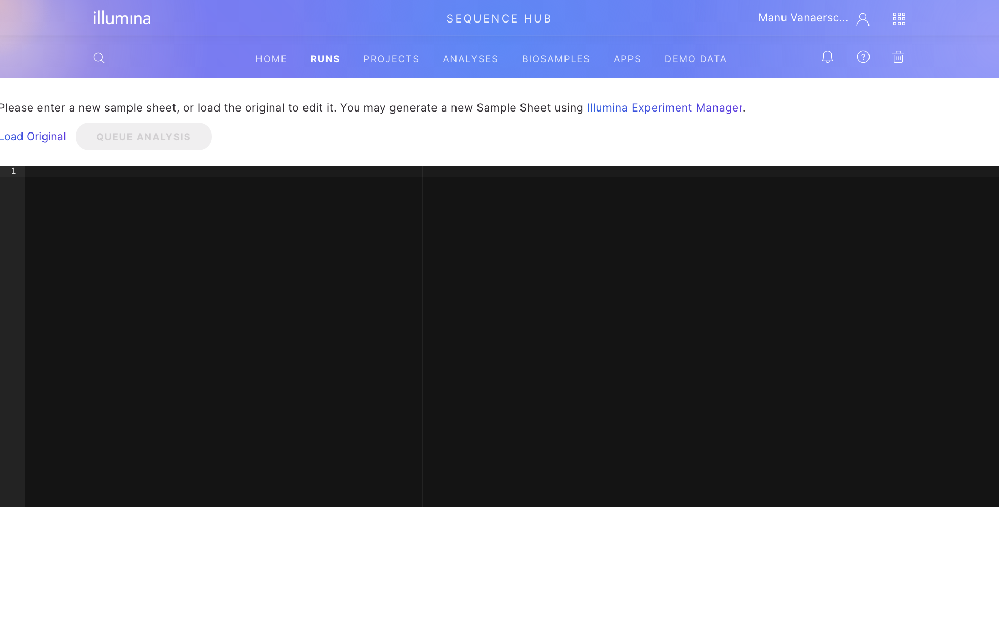 illumina
SEQUENCE HUB
Manu Vanaersc...
HOME RUNS PROJECTS ANALYSES BIOSAMPLES APPS DEMO DATA
Please enter a new sample sheet, or load the original to edit it. You may generate a new Sample Sheet using Illumina Experiment Manager.
Load Original QUEUE ANALYSIS
1